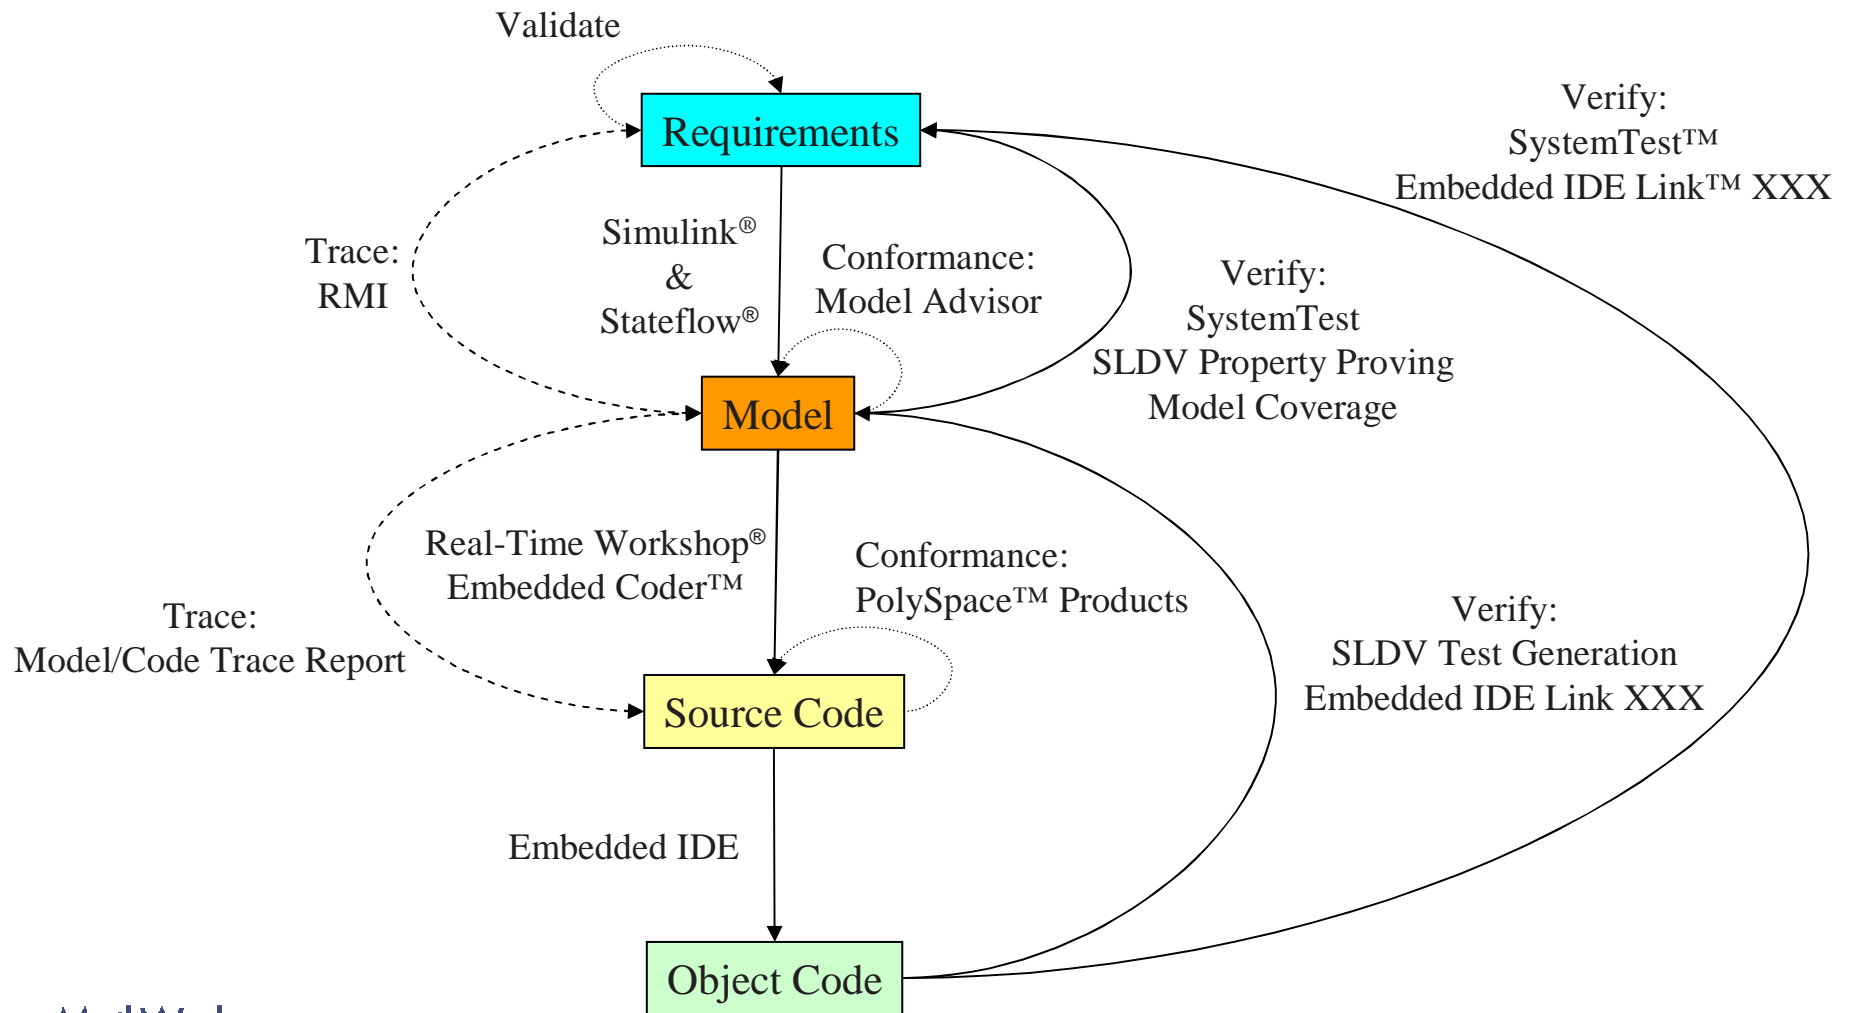 Validate
Requirements
Verify:
SystemTest™
Embedded IDE Link™ XXX
Trace:
RMI
Simulink®
&
Stateflow®
Conformance:
Model Advisor
Verify:
SystemTest
SLDV Property Proving
Model Coverage
Model
Real-Time Workshop®
Embedded Coder™
Conformance:
PolySpace™ Products
Trace:
Model/Code Trace Report
Verify:
SLDV Test Generation
Embedded IDE Link XXX
Source Code
Embedded IDE
Object Code